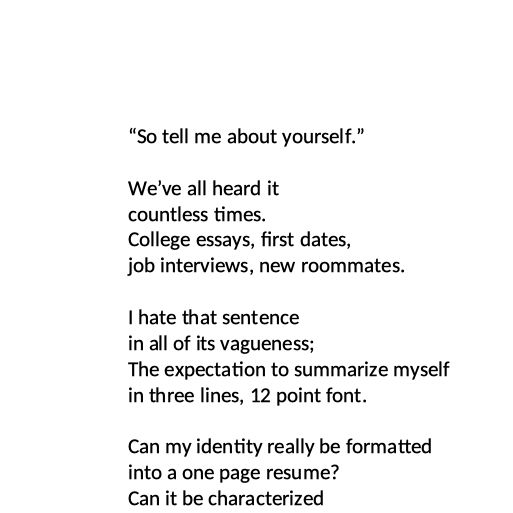 “So tell me about yourself.”
We’ve all heard it
countless times.
College essays, first dates,
job interviews, new roommates.
I hate that sentence
in all of its vagueness;
The expectation to summarize myself
in three lines, 12 point font.
Can my identity really be formatted
into a one page resume?
Can it be characterized